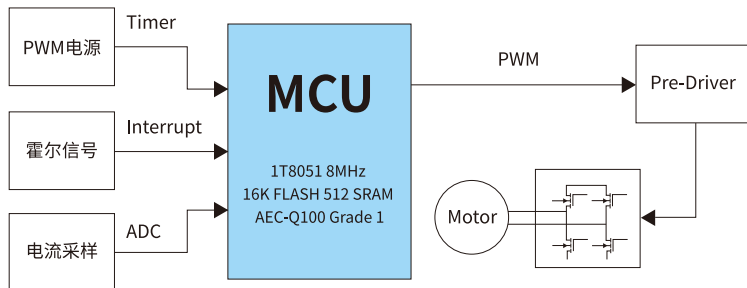 PWM电源
Timer
霍尔信号
Interrupt
电流采样
ADC
MCU
1T8051 8MHz
16K FLASH 512 SRAM
AEC-Q100 Grade 1
PWM
Pre-Driver
Motor